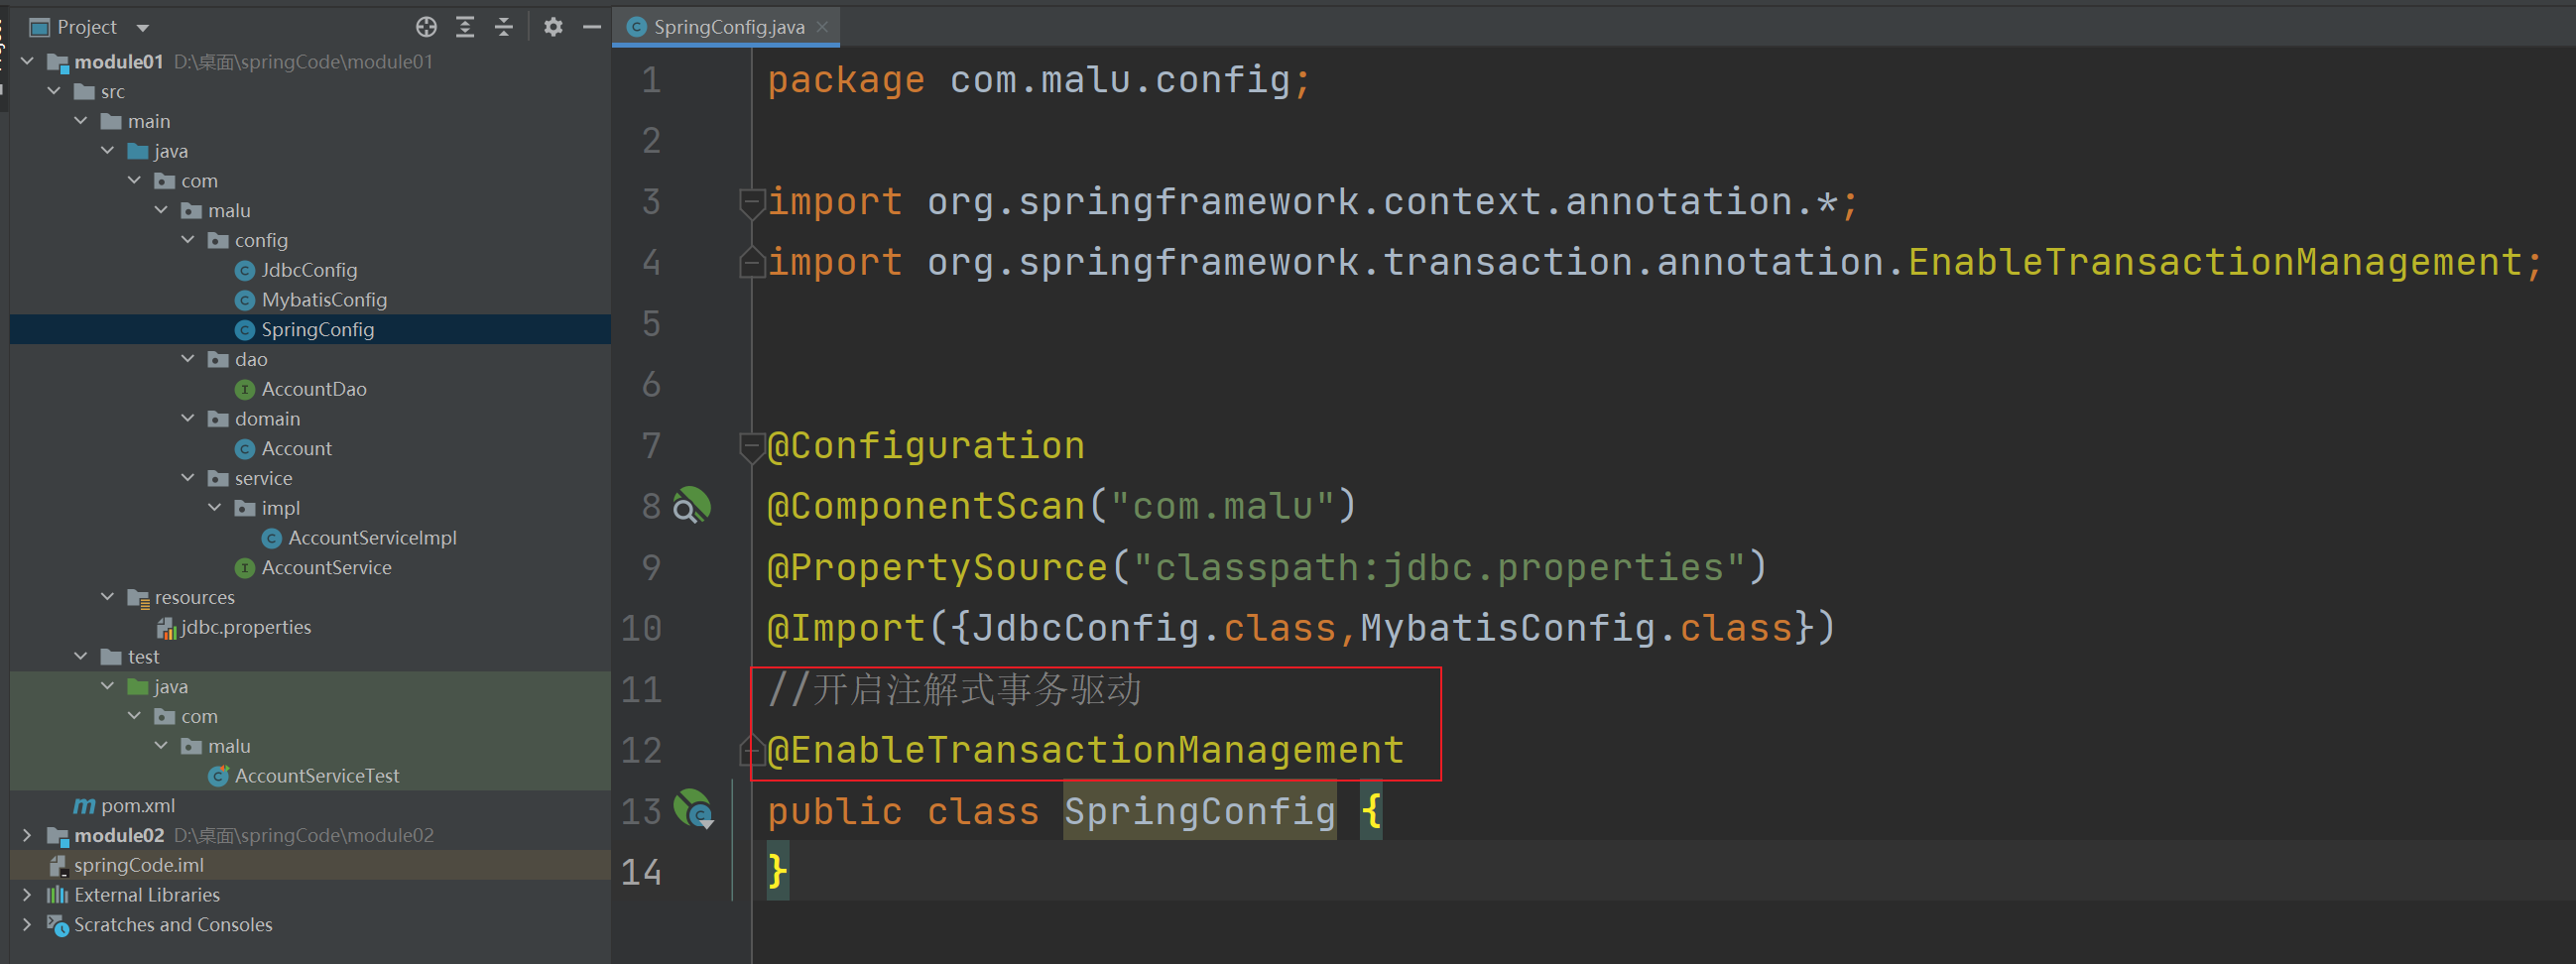 Project
module01 D:\桌面\springCode\module01
src
main
java
com
malu
config
JdbcConfig
MybatisConfig
SpringConfig
dao
AccountDao
domain
Account
service
impl
AccountServiceImpl
AccountService
resources
jdbc.properties
test
java
com
malu
AccountServiceTest
pom.xml
module02 D:\桌面\springCode\module02
springCode.iml
External Libraries
Scratches and Consoles
SpringConfig.java
1 package com.malu.config;
2
3 import org.springframework.context.annotation.*;
4 import org.springframework.transaction.annotation.EnableTransactionManagement;
5
6
7 @Configuration
8 @ComponentScan("com.malu")
9 @PropertySource("classpath:jdbc.properties")
10 @Import({JdbcConfig.class,MybatisConfig.class})
11 //开启注解式事务驱动
12 @EnableTransactionManagement
13 public class SpringConfig {
14 }